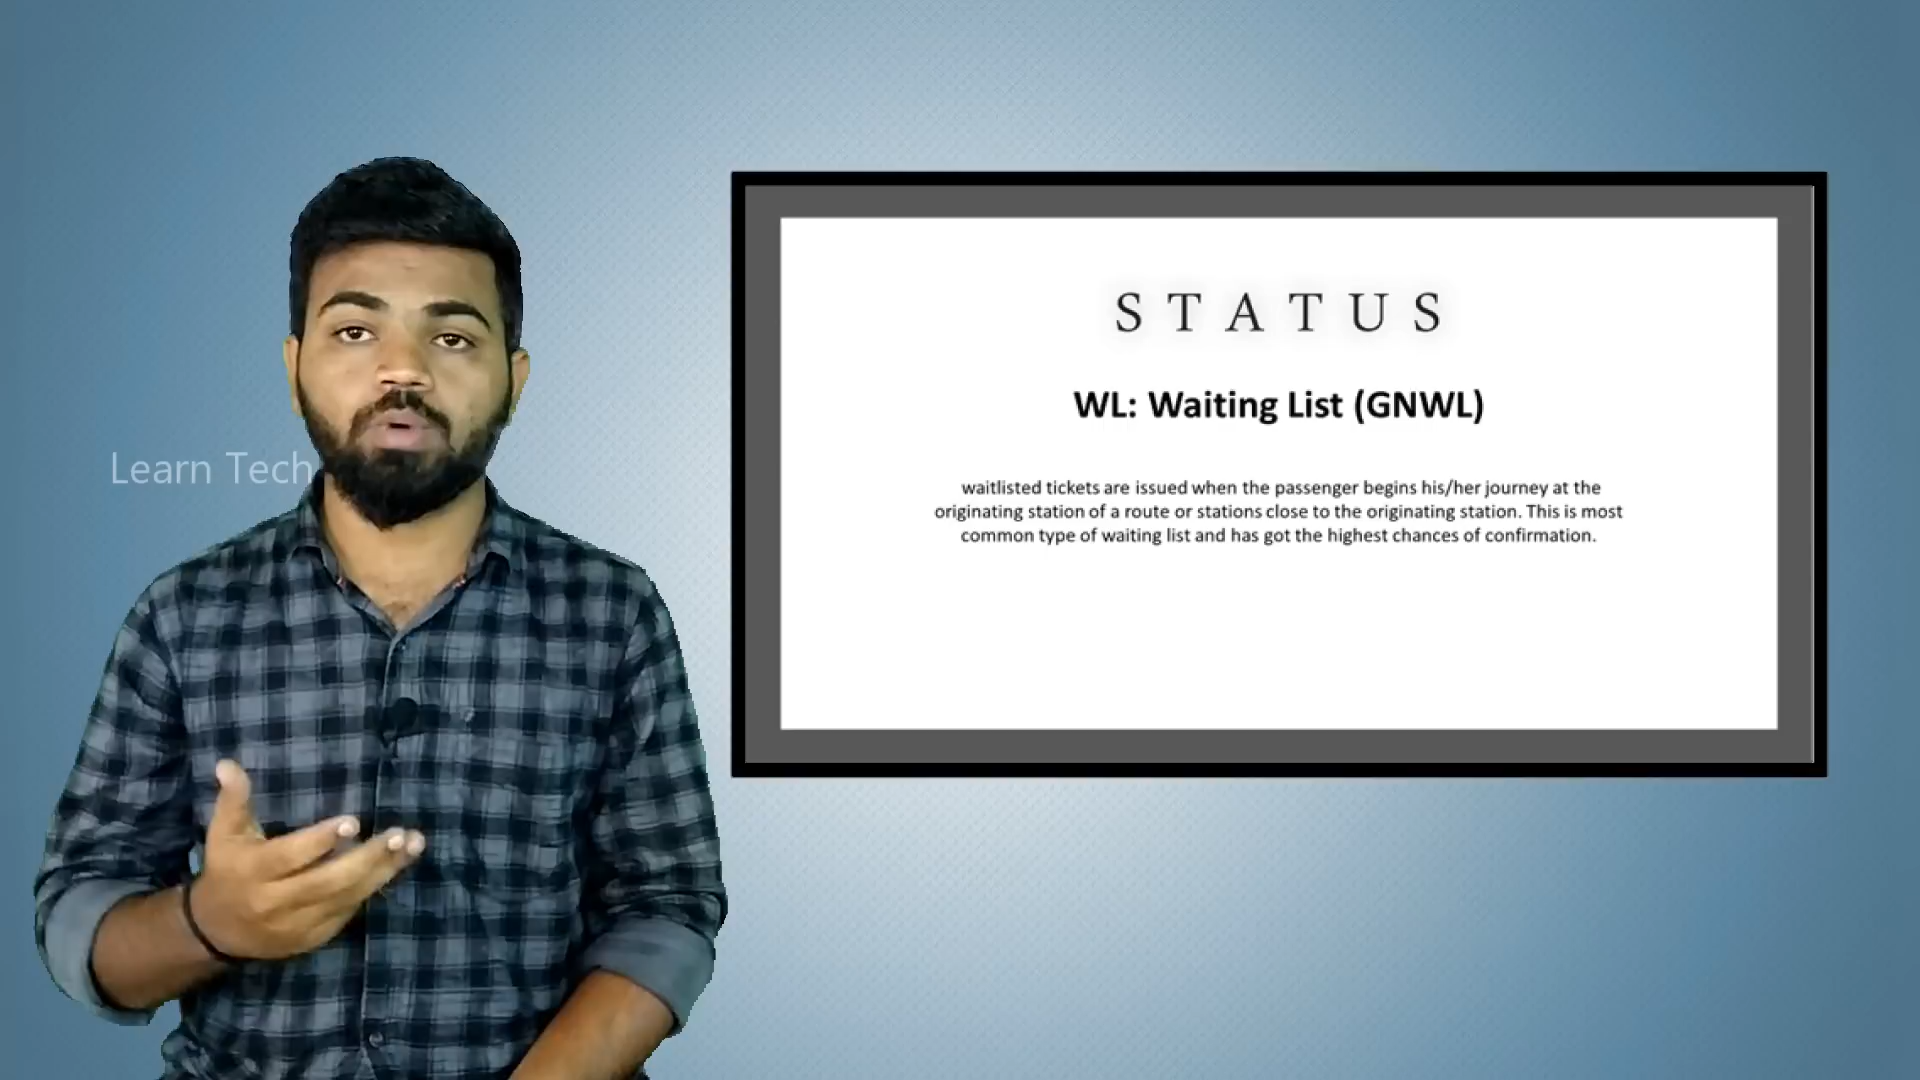 STATUS
WL: Waiting List (GNWL)
waitlisted tickets are issued when the passenger begins his/her journey at the
originating station of a route or stations close to the originating station. This is most
common type of waiting list and has got the highest chances of confirmation.
Learn Tech